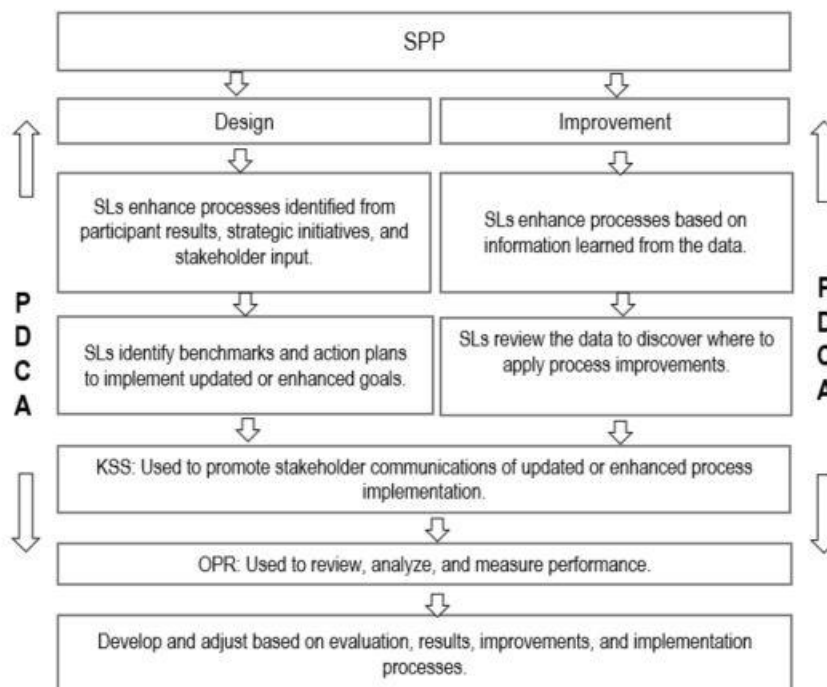 SPP
Design
Improvement
SLs enhance processes identified from
participant results, strategic initiatives, and
stakeholder input.
SLs enhance processes based on
information learned from the data.
P
D
C
A
SLs identify benchmarks and action plans
to implement updated or enhanced goals.
SLs review the data to discover where to
apply process improvements.
P
D
C
A
KSS: Used to promote stakeholder communications of updated or enhanced process
implementation.
OPR: Used to review, analyze, and measure performance.
Develop and adjust based on evaluation, results, improvements, and implementation
processes.